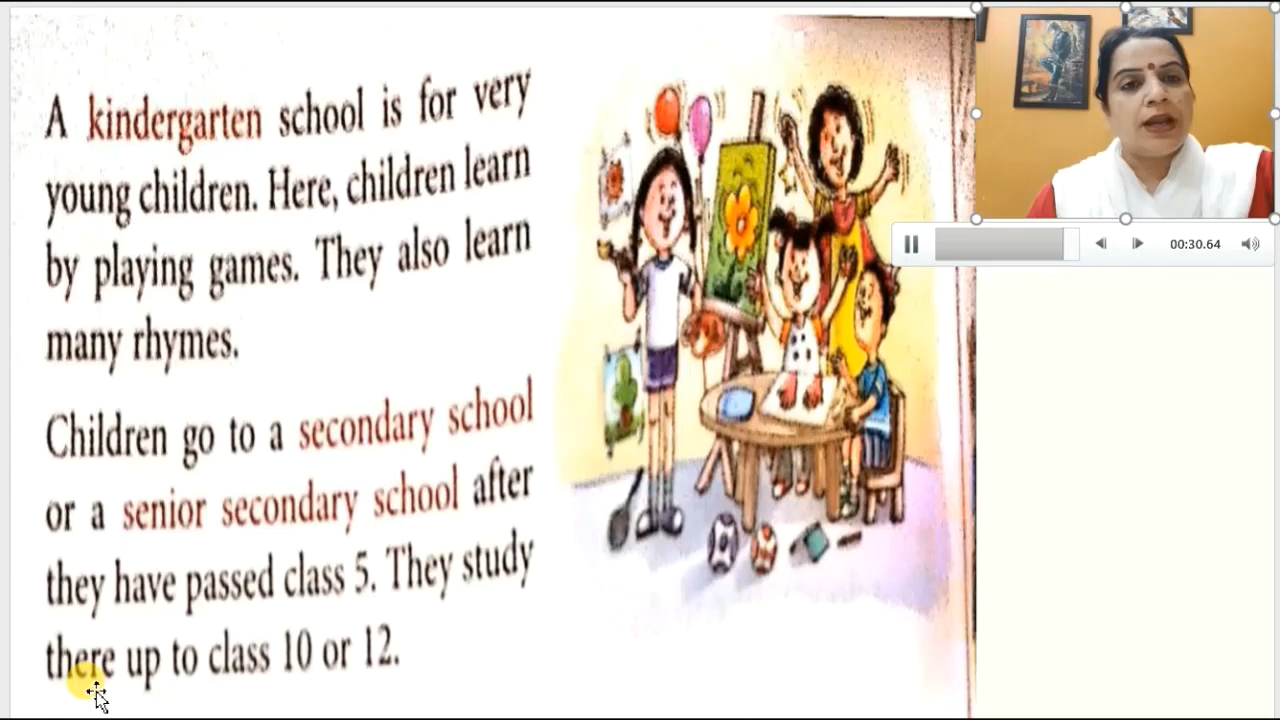 A kindergarten school is for very
young children. Here, children learn
by playing games. They also learn
many rhymes.
Children go to a secondary school
or a senior secondary school after
they have passed class 5. They study
there up to class 10 or 12.
00:30.64